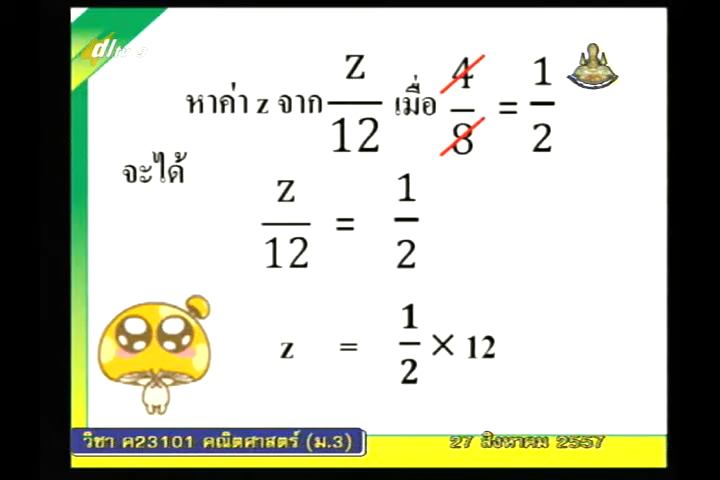 dltv 9
หาค่า z จาก z/12 เมื่อ 4/8 = 1/2
จะได้
z/12 = 1/2
z = 1/2 × 12
วิชา ค23101 คณิตศาสตร์ (ม.3)
27 สิงหาคม 2557